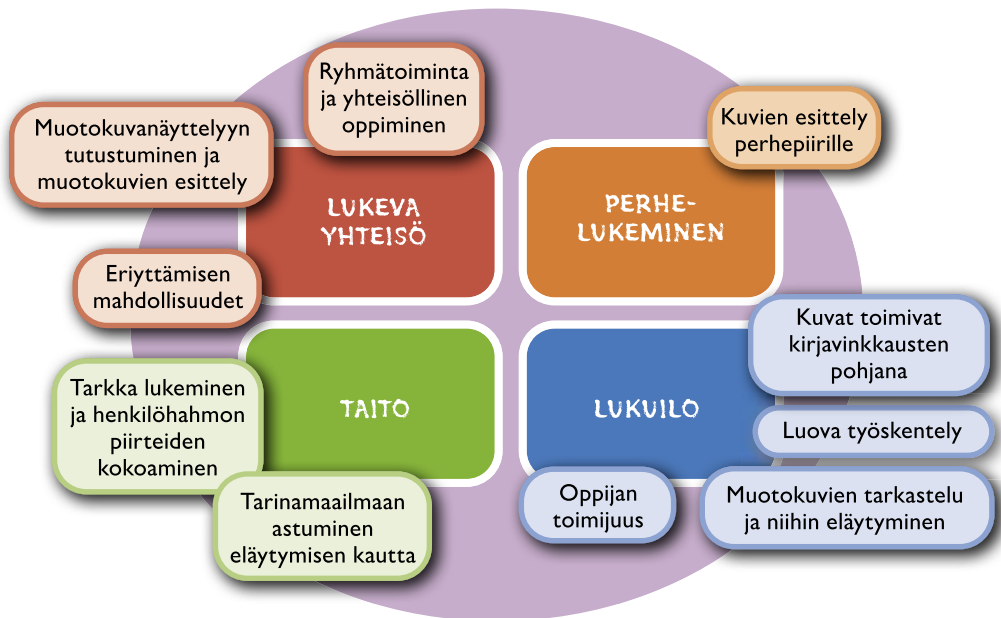 Ryhmätoiminta
ja yhteisöllinen
oppiminen
Muotokuvanäyttelyyn
tutustuminen ja
muotokuvien esittely
LUKEVA
YHTEISÖ
Eriyttämisen
mahdollisuudet
Kuvien esittely
perhepiirille
PERHE-
LUKEMINEN
Tarkka lukeminen
ja henkilöhahmon
piirteiden
kokoaminen
TAITO
Tarinamaailmaan
astuminen
eläytymisen kautta
LUKUILO
Kuvat toimivat
kirjavinkkausten
pohjana
Luova työskentely
Oppijan
toimijuus
Muotokuvien tarkastelu
ja niihin eläytyminen